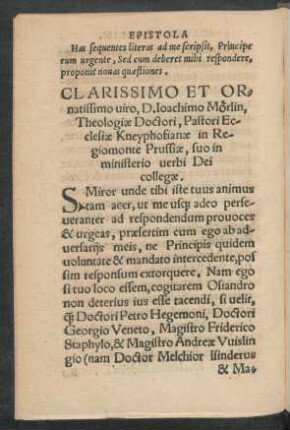 EPISTOLA
Has sequentes literas ad me scripsit, Principe
eum urgente, Sed cum deberet mihi respondere,
proponit nouas quæstiones.
CLARISSIMO ET OR-
natissimo uiro, D. Ioachimo Mőrlin,
Theologiæ Doctori, Pastori Ec-
clesiæ Kneyphofianæ in Re-
giomonte Prussiæ, suo in
ministerio uerbi Dei
collegæ.
S. Miror unde tibi iste tuus animus
tam acer, ut me usq; adeo perse-
ueranter ad respondendum prouoces
& urgeas, præsertim cum ego ab ad-
uersarijs meis, ne Principis quidem
uoluntate & mandato intercedente, pos
sim responsum extorquere. Nam ego
si tuo loco essem, cogitarem Osiandro
non deterius ius esse tacendi, si uelit,
q̃ Doctori Petro Hegemoni, Doctori
Georgio Veneto, Magistro Friderico
Staphylo, & Magistro Andreæ Vuislin
gio (nam Doctor Melchior Isinderus
& Ma-